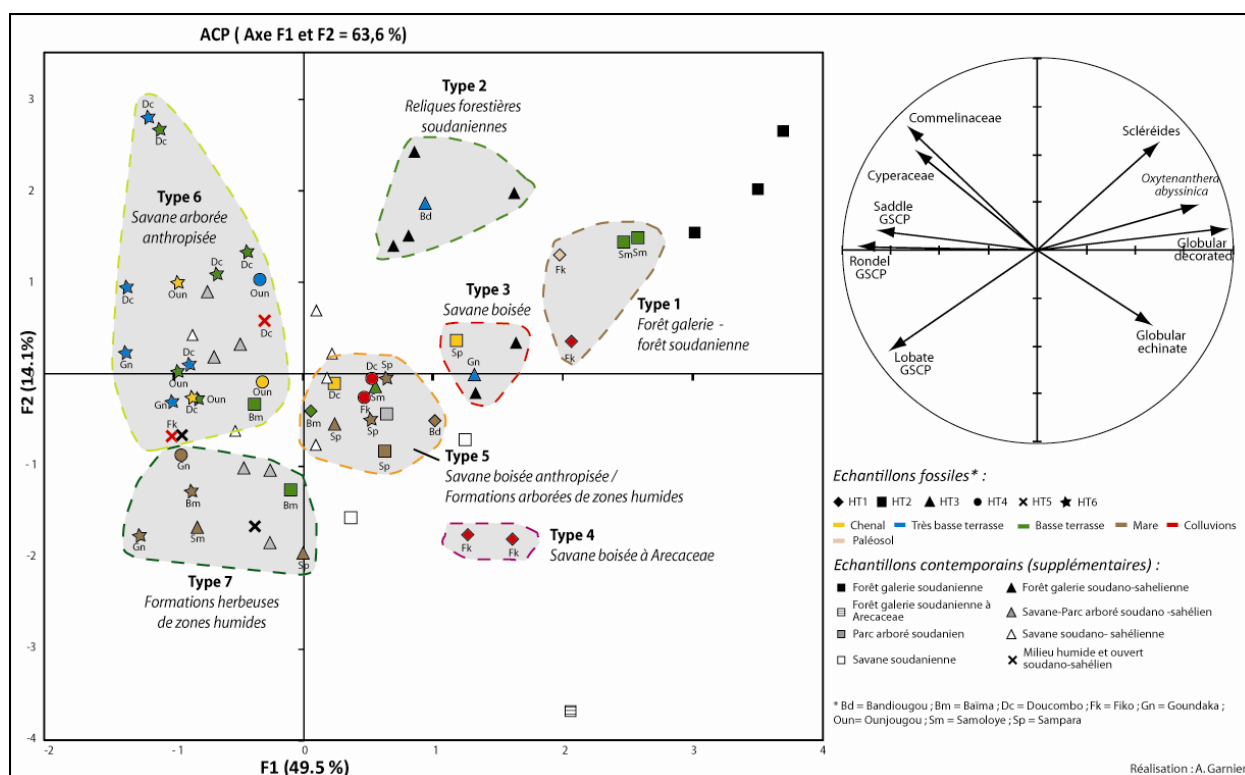 ACP ( Axe F1 et F2 = 63,6 %)
F2 (14.1%)
3
2
1
0
-1
-2
-3
-4
-2
-1
0
1
2
3
4
F1 (49.5 %)
Type 6
Savane arborée
anthropisée
Dc
Dc
Dc
Dc
Dc
Oun
Oun
Dc
Gn
Dc
Oun
Oun
Gn
Dc
Oun
Bm
Fk
Type 2
Reliques forestières
soudaniennes
Bd
Type 3
Savane boisée
Sp
Gn
Type 1
Forêt galerie -
forêt soudanienne
Fk
Sm
Sm
Fk
Type 5
Savane boisée anthropisée /
Formations arborées de zones humides
Dc
Sp
Dc
Sm
Fk
Bm
Sp
Sp
Bd
Sp
Type 4
Savane boisée à Arecaceae
Fk
Fk
Type 7
Formations herbeuses
de zones humides
Gn
Bm
Bm
Gn
Sm
Sp
Commelinaceae
Cyperaceae
Saddle
GSCP
Rondel
GSCP
Lobate
GSCP
Scléréides
Oxytenanthera
abyssinica
Globular
decorated
Globular
echinate
Echantillons fossiles* :
HT1 HT2 HT3 HT4 HT5 HT6
Chenal Très basse terrasse Basse terrasse Mare Colluvions
Paléosol
Echantillons contemporains (supplémentaires) :
Forêt galerie soudanienne
Forêt galerie soudanienne à
Arecaceae
Parc arboré soudanien
Savane soudanienne
Forêt galerie soudano-sahelienne
Savane-Parc arboré soudano -sahélien
Savane soudano- sahélienne
Milieu humide et ouvert
soudano-sahélien
* Bd = Bandiougou ; Bm = Baïma ; Dc = Doucombo ; Fk = Fiko ; Gn = Goundaka ;
Oun= Ounjougou ; Sm = Samoloye ; Sp = Sampara
Réalisation : A. Garnier